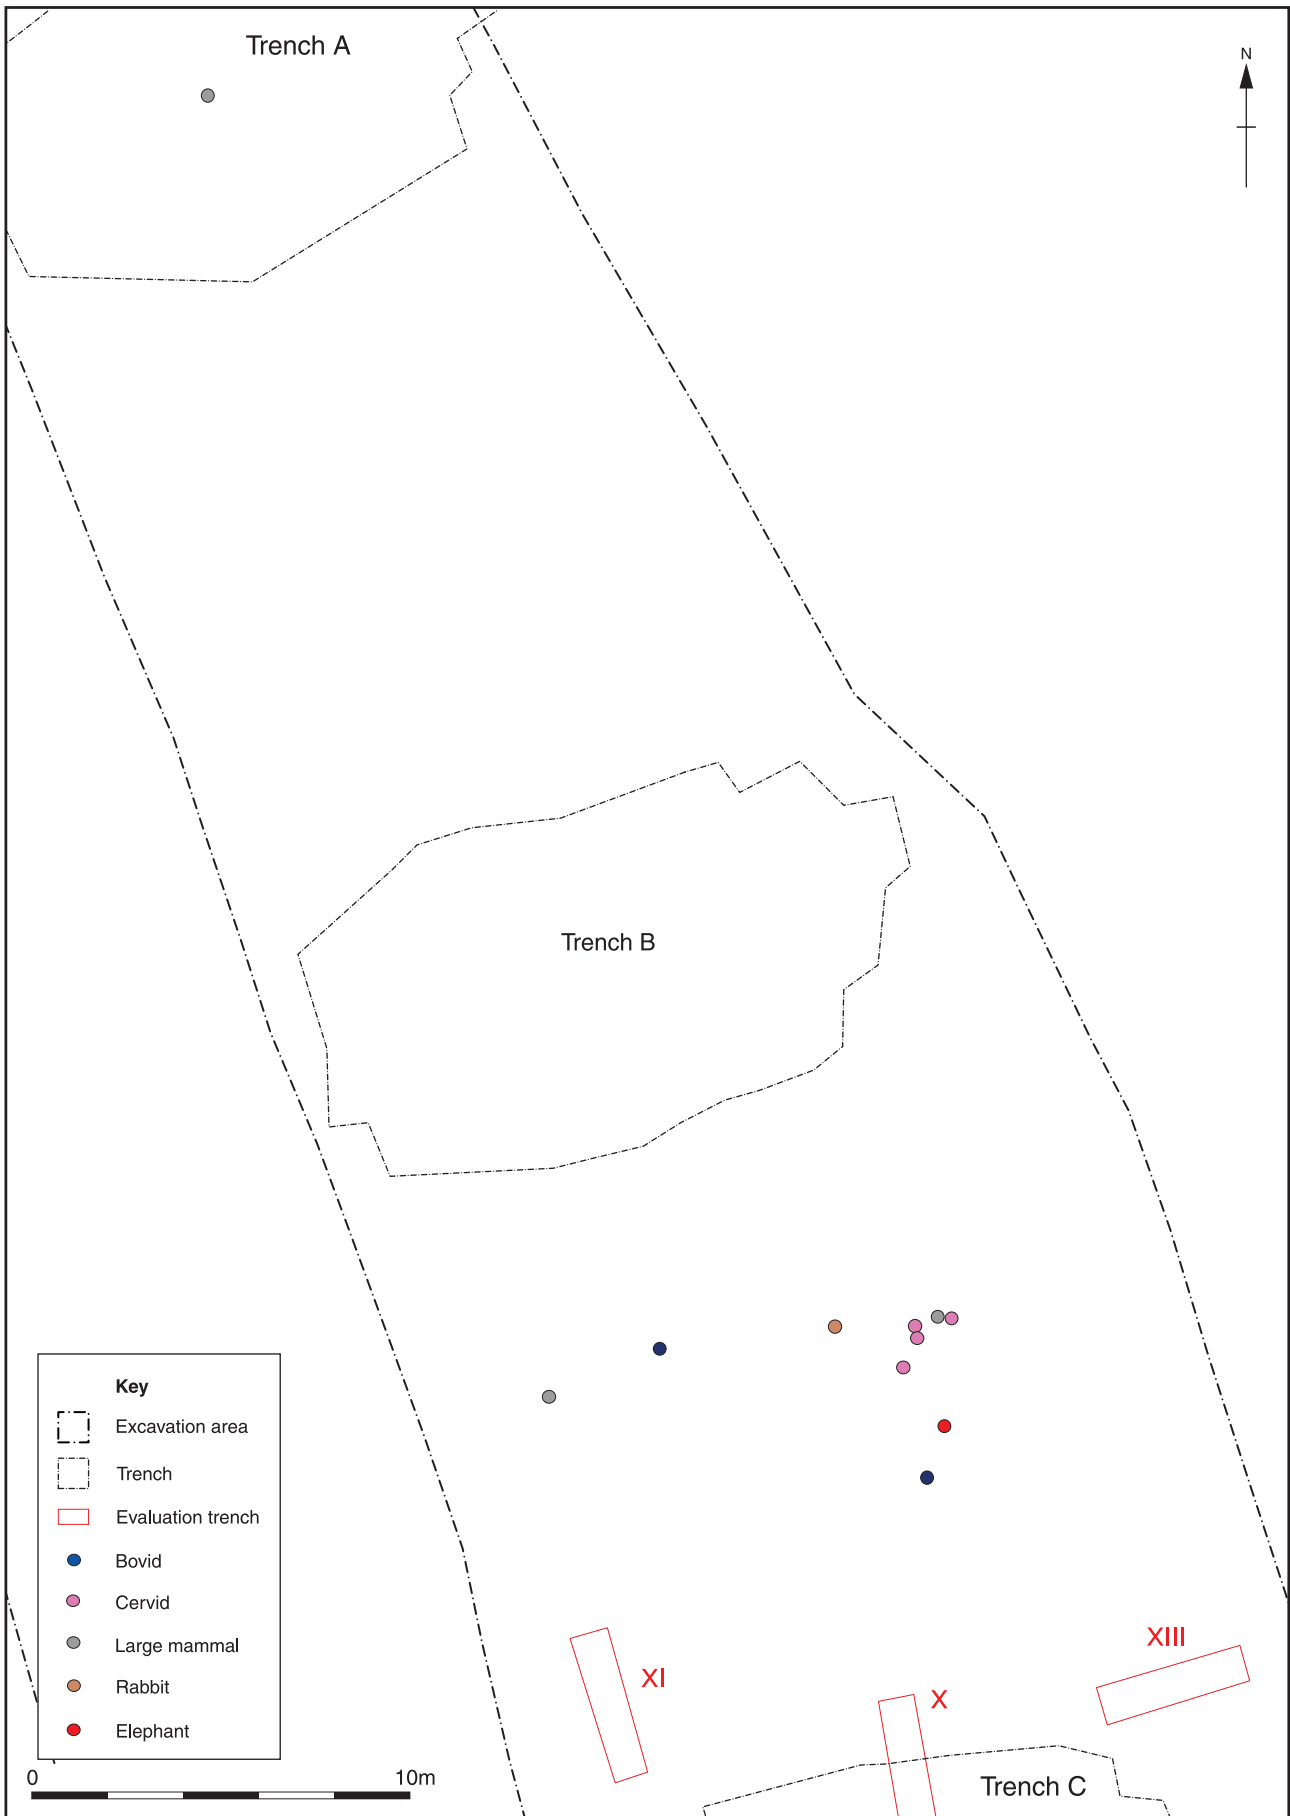 Trench A
N
Trench B
Key
Excavation area
Trench
Evaluation trench
Bovid
Cervid
Large mammal
Rabbit
Elephant
XI
X
XIII
Trench C
0 10m